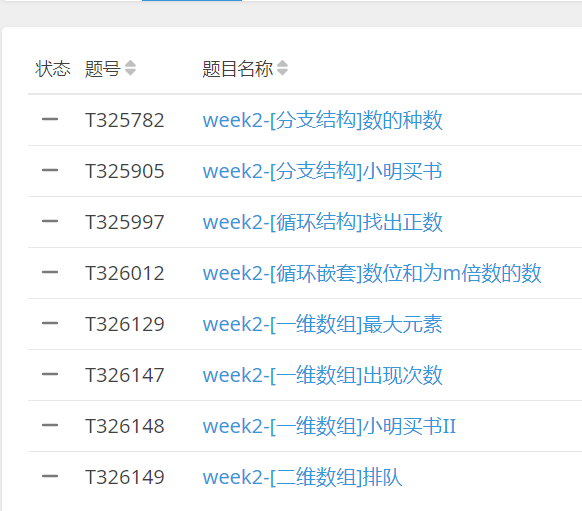 状态 题号 题目名称
T325782 week2-[分支结构]数的种数
T325905 week2-[分支结构]小明买书
T325997 week2-[循环结构]找出正数
T326012 week2-[循环嵌套]数位和为m倍数的数
T326129 week2-[一维数组]最大元素
T326147 week2-[一维数组]出现次数
T326148 week2-[一维数组]小明买书II
T326149 week2-[二维数组]排队